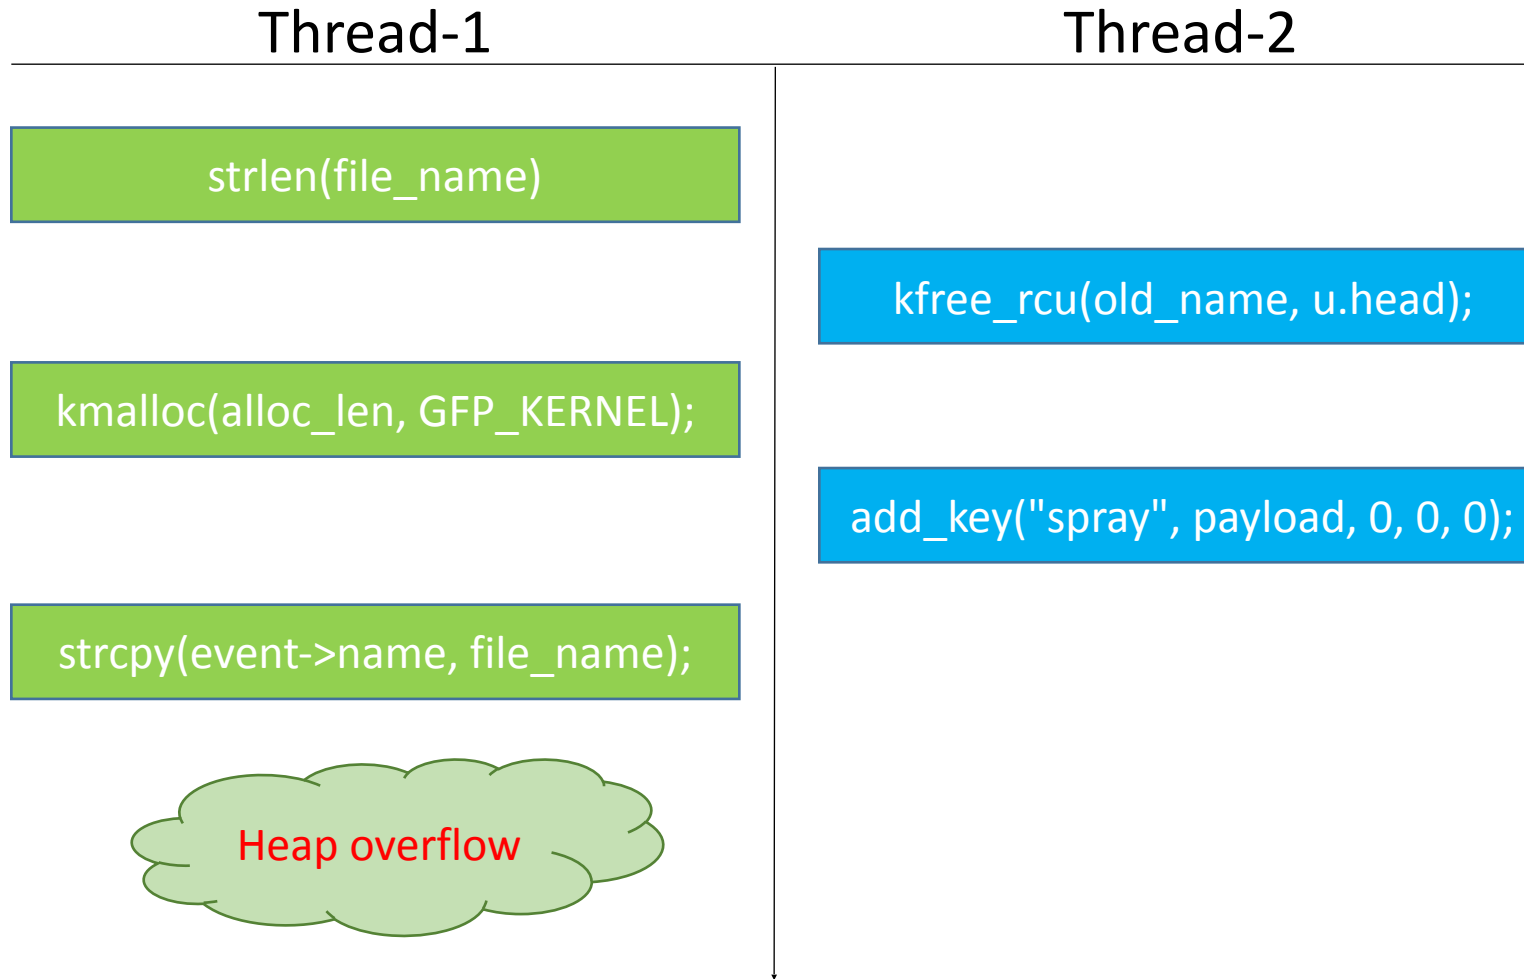 Thread-1
Thread-2
strlen(file_name)
kfree_rcu(old_name, u.head);
kmalloc(alloc_len, GFP_KERNEL);
add_key("spray", payload, 0, 0, 0);
strcpy(event->name, file_name);
Heap overflow